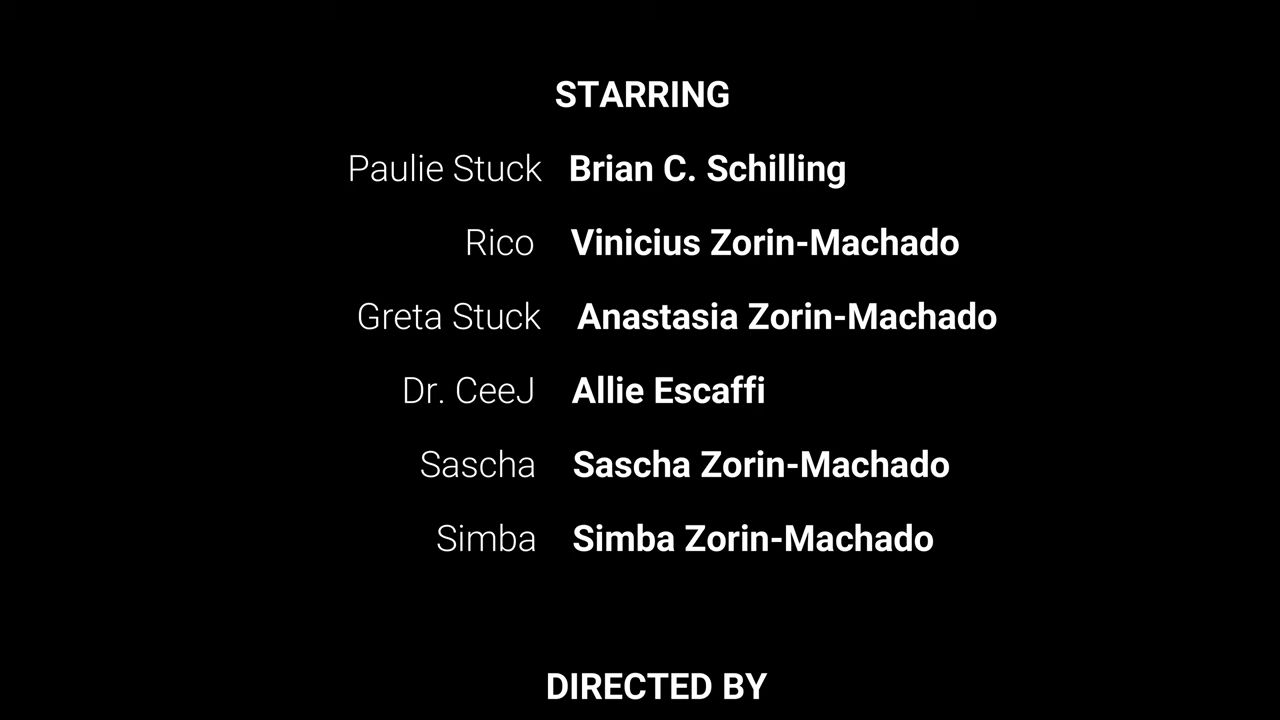 STARRING
Paulie Stuck Brian C. Schilling
Rico Vinicius Zorin-Machado
Greta Stuck Anastasia Zorin-Machado
Dr. CeeJ Allie Escaffi
Sascha Sascha Zorin-Machado
Simba Simba Zorin-Machado
DIRECTED BY